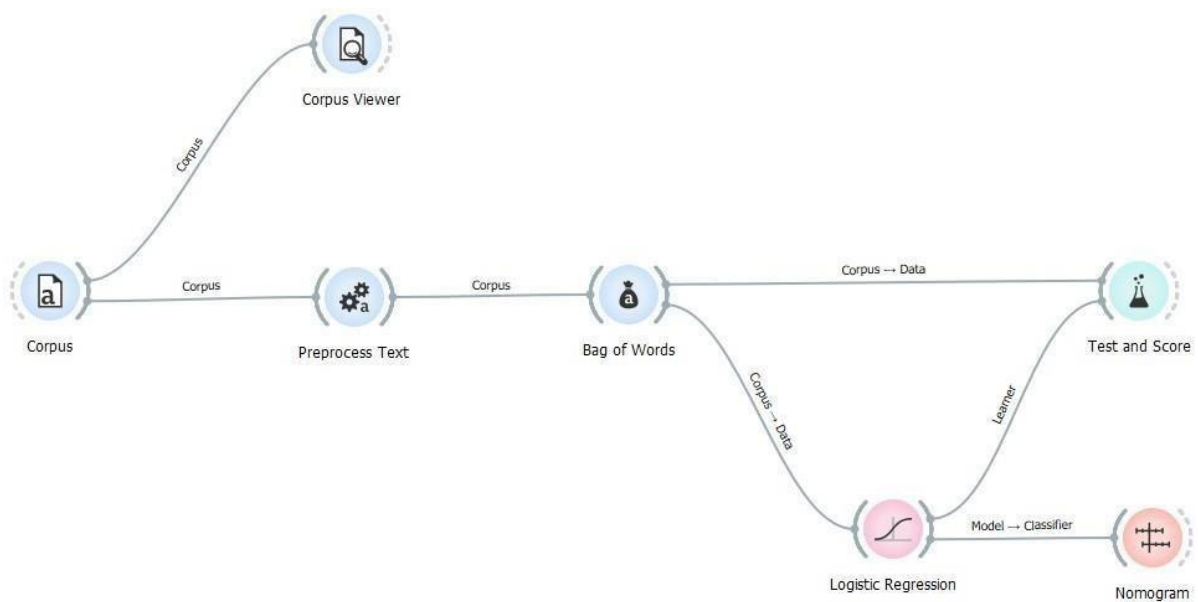 Corpus Viewer
Corpus
a
Corpus
Corpus
a
Preprocess Text
Corpus
a
Bag of Words
Corpus → Data
Test and Score
Corpus → Data
Learner
Logistic Regression
Model → Classifier
Nomogram